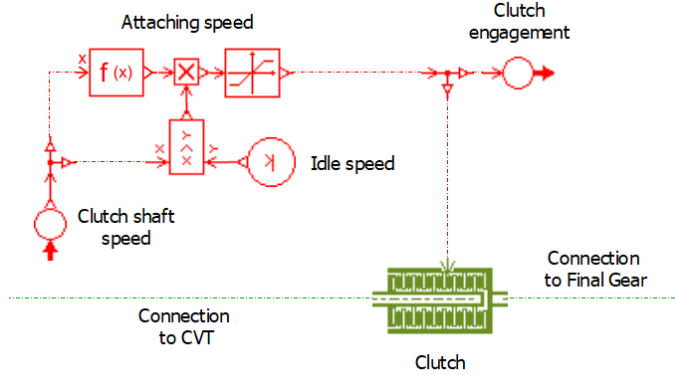 Attaching speed
Clutch
engagement
x
f(x)
X
X > Y
X
Y
K
Idle speed
Clutch shaft
speed
Connection
to Final Gear
Connection
to CVT
Clutch